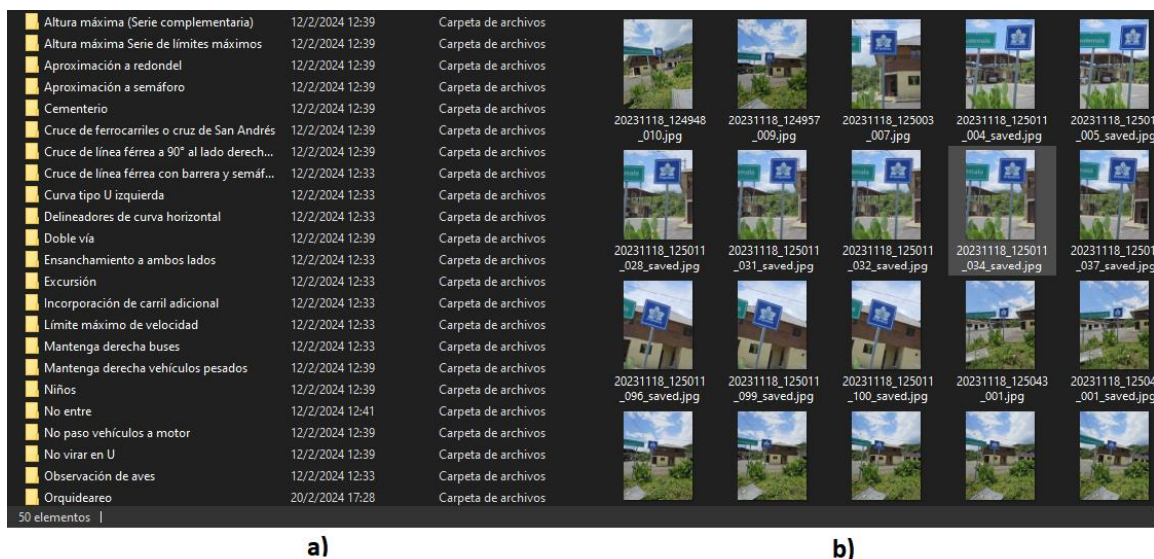 Altura máxima (Serie complementaria) 12/2/2024 12:39 Carpeta de archivos
Altura máxima Serie de límites máximos 12/2/2024 12:39 Carpeta de archivos
Aproximación a redondel 12/2/2024 12:39 Carpeta de archivos
Aproximación a semáforo 12/2/2024 12:39 Carpeta de archivos
Cementerio 12/2/2024 12:39 Carpeta de archivos
Cruce de ferrocarriles o cruz de San Andrés 12/2/2024 12:39 Carpeta de archivos
Cruce de línea férrea a 90° al lado derech... 12/2/2024 12:39 Carpeta de archivos
Cruce de línea férrea con barrera y semáf... 12/2/2024 12:33 Carpeta de archivos
Curva tipo U izquierda 12/2/2024 12:33 Carpeta de archivos
Delineadores de curva horizontal 12/2/2024 12:33 Carpeta de archivos
Doble vía 12/2/2024 12:39 Carpeta de archivos
Ensanchamiento a ambos lados 12/2/2024 12:33 Carpeta de archivos
Excursión 12/2/2024 12:33 Carpeta de archivos
Incorporación de carril adicional 12/2/2024 12:33 Carpeta de archivos
Límite máximo de velocidad 12/2/2024 12:33 Carpeta de archivos
Mantenga derecha buses 12/2/2024 12:33 Carpeta de archivos
Mantenga derecha vehículos pesados 12/2/2024 12:39 Carpeta de archivos
Niños 12/2/2024 12:39 Carpeta de archivos
No entre 12/2/2024 12:41 Carpeta de archivos
No paso vehículos a motor 12/2/2024 12:39 Carpeta de archivos
No virar en U 12/2/2024 12:39 Carpeta de archivos
Observación de aves 12/2/2024 12:33 Carpeta de archivos
Orquideareo 20/2/2024 17:28 Carpeta de archivos
50 elementos
a)
20231118_124948 20231118_124957 20231118_125003 20231118_125011 20231118_12501
_010.jpg _009.jpg _007.jpg _004_saved.jpg _005_saved.jpg
20231118_125011 20231118_125011 20231118_125011 20231118_125011 20231118_12501
_028_saved.jpg _031_saved.jpg _032_saved.jpg _034_saved.jpg _037_saved.jpg
20231118_125011 20231118_125011 20231118_125011 20231118_125043 20231118_12504
_096_saved.jpg _099_saved.jpg _100_saved.jpg _001.jpg _001_saved.jpg
b)